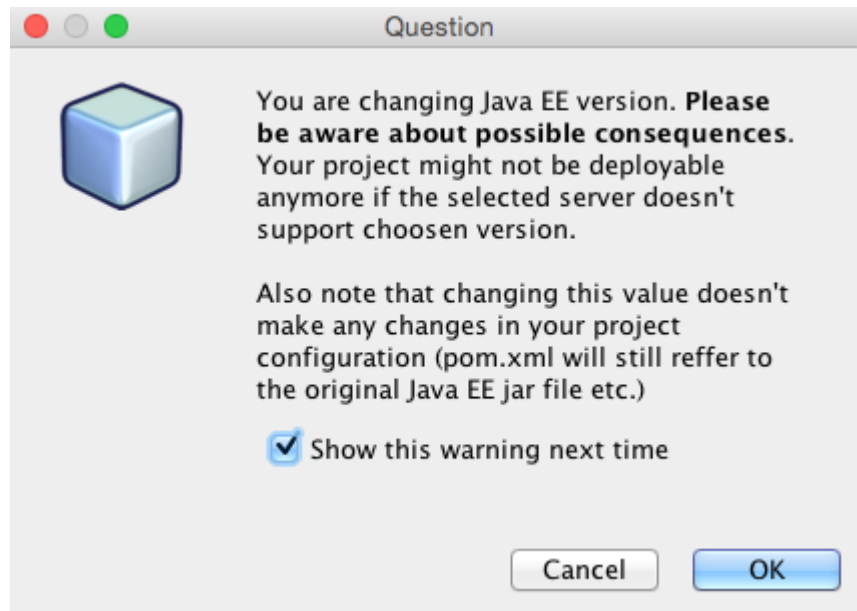 Question
You are changing Java EE version. Please
be aware about possible consequences.
Your project might not be deployable
anymore if the selected server doesn't
support choosen version.
Also note that changing this value doesn't
make any changes in your project
configuration (pom.xml will still reffer to
the original Java EE jar file etc.)
Show this warning next time
Cancel OK